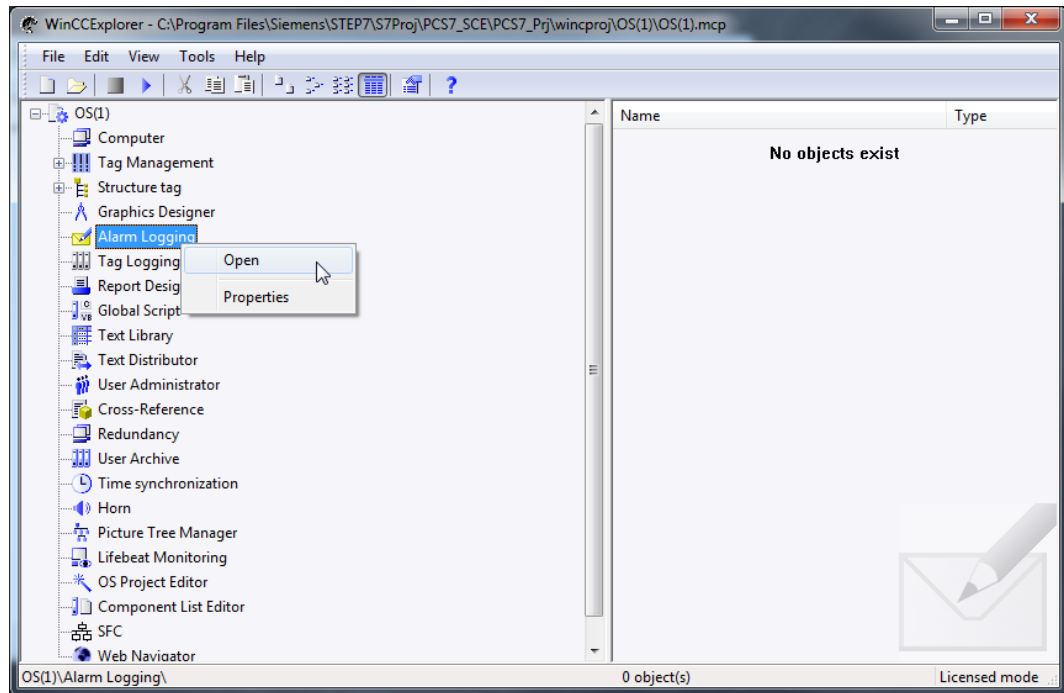 WinCCExplorer - C:\Program Files\Siemens\STEP7\S7Proj\PCS7_SCE\PCS7_Prj\wincproj\OS(1)\OS(1).mcp
File Edit View Tools Help
OS(1)
Computer
Tag Management
Structure tag
Graphics Designer
Alarm Logging
Tag Logging
Report Desig
Global Script
Text Library
Text Distributor
User Administrator
Cross-Reference
Redundancy
User Archive
Time synchronization
Horn
Picture Tree Manager
Lifebeat Monitoring
OS Project Editor
Component List Editor
SFC
Web Navigator
Open
Properties
Name Type
No objects exist
OS(1)\Alarm Logging\ 0 object(s) Licensed mode